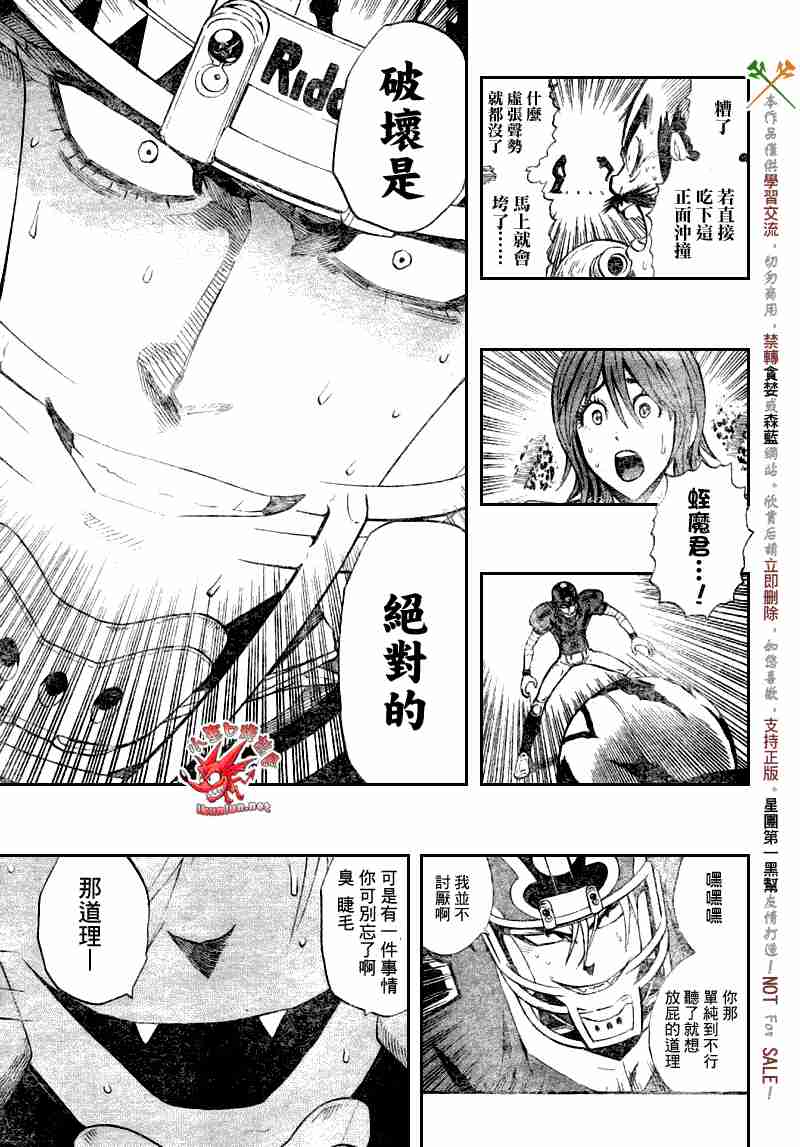 糟了
若直接
吃下這
正面沖撞
什麼
虛張聲勢
就都沒了
馬上就會
垮了……
蛭魔君…！
Ridd
破壞是
絕對的
嘿嘿嘿
你那
單純到不行
聽了就想
放屁的道理
我並不
討厭啊
可是有一件事情
你可別忘了啊
臭 睫毛
那道理─
本作品僅供學習交流，切勿商用，禁轉貪婪或森藍網站。欣賞后請立即刪除，如您喜歡，支持正版。星團第一黑幫友情打造─NOT For SALE─
ikunlun.net